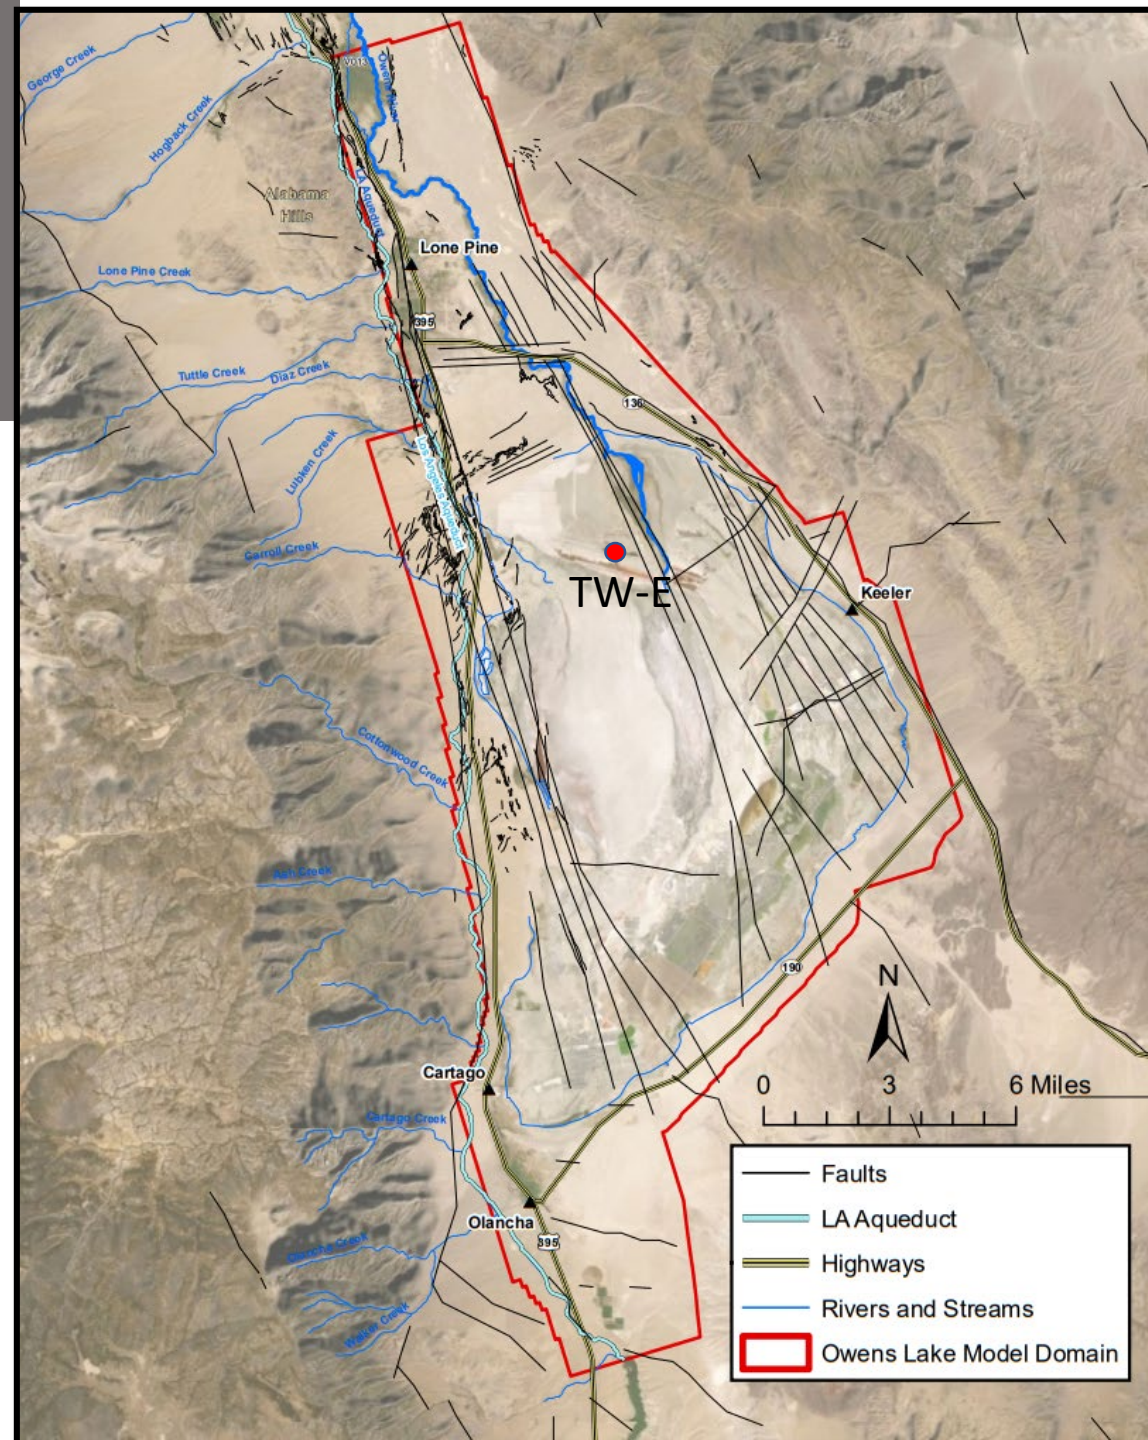 George Creek
Hogback Creek
Owens River
LA Aqueduct
Alabama
Hills
Lone Pine
Lone Pine Creek
395
Tuttle Creek
Diaz Creek
136
Lubken Creek
Los Angeles Aqueduct
Carroll Creek
TW-E
Keeler
Cottonwood Creek
Ash Creek
190
N
Cartago
0 3 6 Miles
Cartago Creek
Olancha
395
Olancha Creek
Walker Creek
Faults
LA Aqueduct
Highways
Rivers and Streams
Owens Lake Model Domain